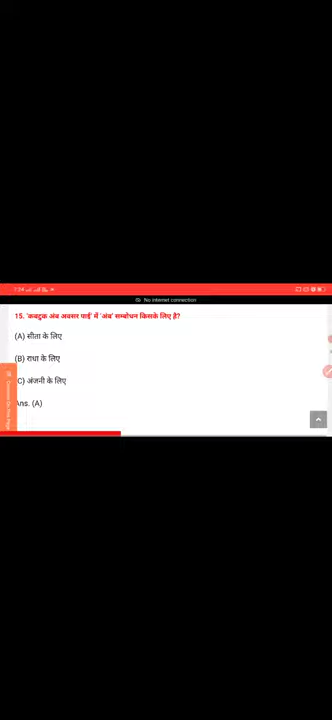 No internet connection
15. 'कबहुक अंब अवसर पाई' में 'अंब' सम्बोधन किसके लिए है?
(A) सीता के लिए
(B) राधा के लिए
C) अंजनी के लिए
Ans. (A)